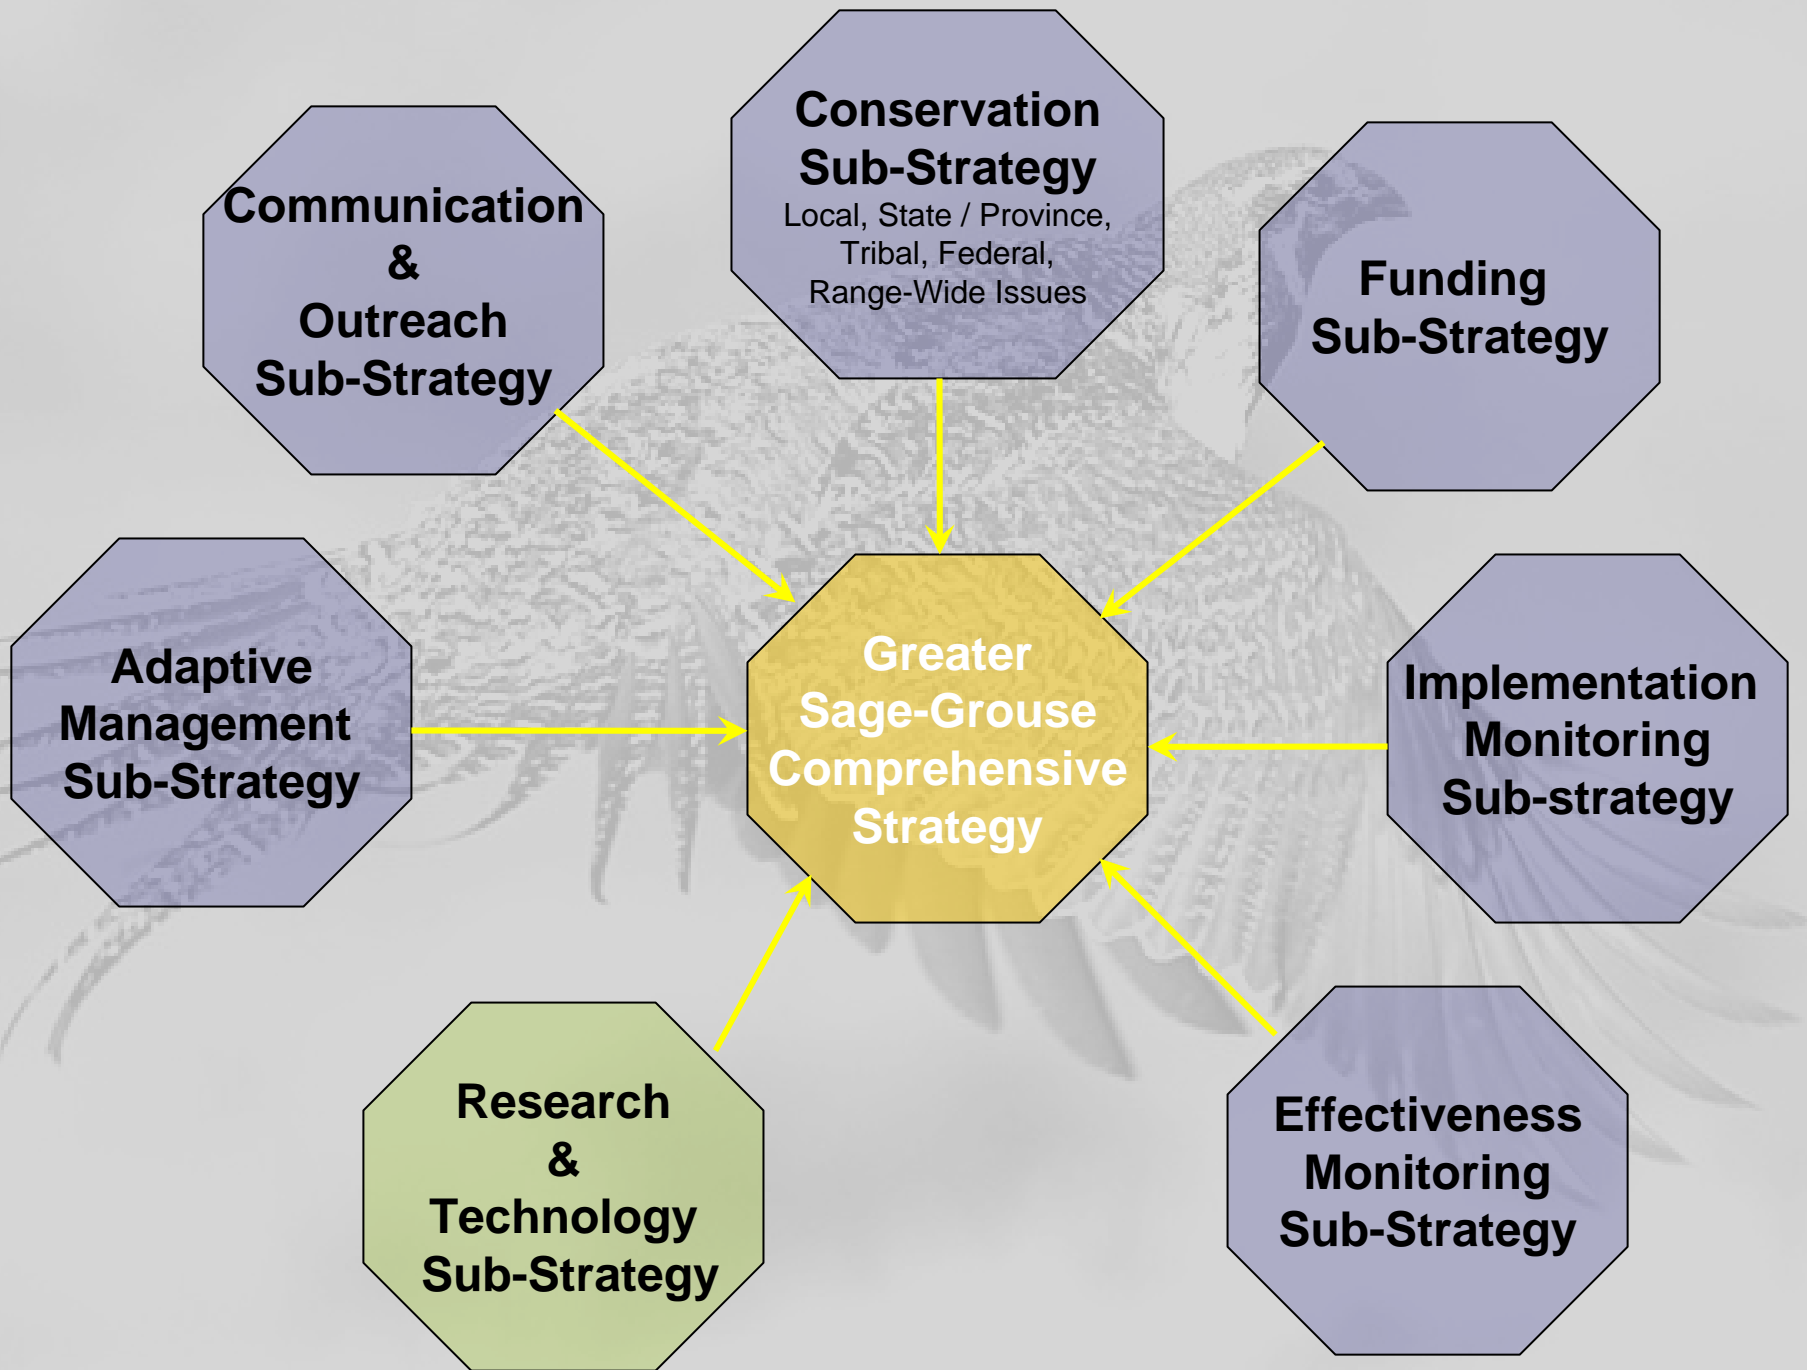 Conservation
Sub-Strategy
Local, State / Province,
Tribal, Federal,
Range-Wide Issues
Communication
&
Outreach
Sub-Strategy
Funding
Sub-Strategy
Adaptive
Management
Sub-Strategy
Greater
Sage-Grouse
Comprehensive
Strategy
Implementation
Monitoring
Sub-strategy
Research
&
Technology
Sub-Strategy
Effectiveness
Monitoring
Sub-Strategy